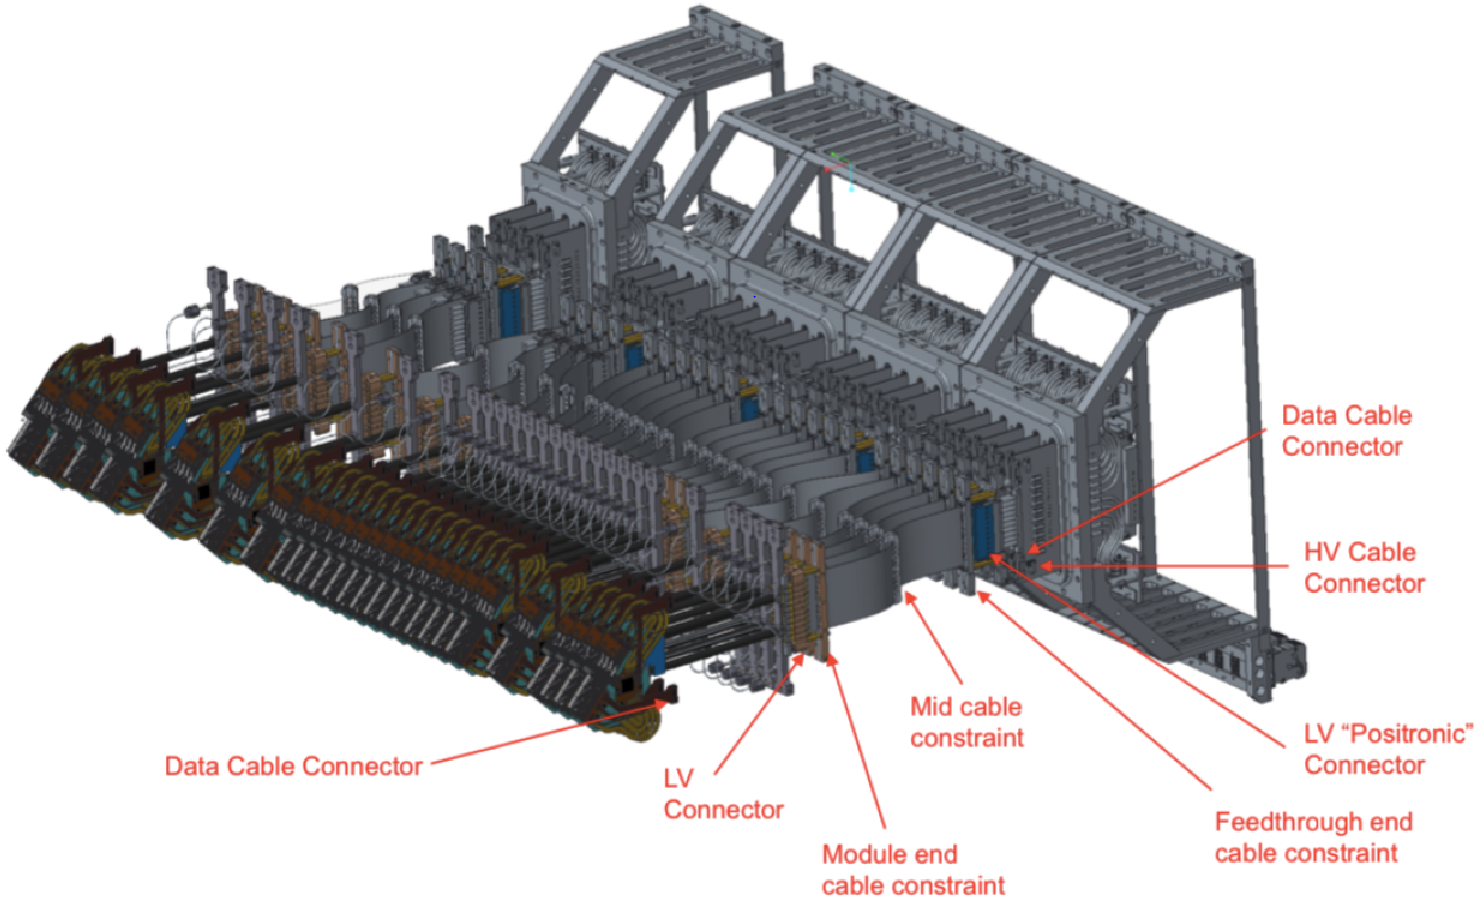 Data Cable
Connector
HV Cable
Connector
Mid cable
constraint
LV “Positronic”
Connector
Data Cable Connector
LV
Connector
Feedthrough end
cable constraint
Module end
cable constraint